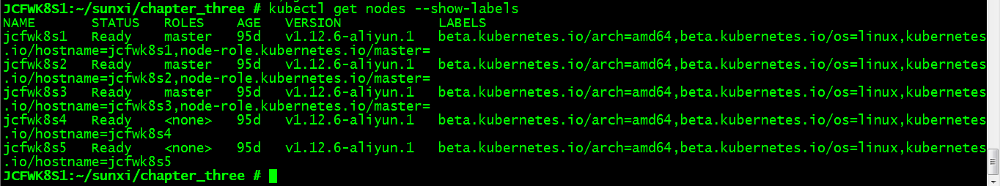 JCFWK8S1:~/sunxi/chapter_three # kubectl get nodes --show-labels
NAME       STATUS   ROLES    AGE   VERSION            LABELS
jcfwk8s1   Ready    master   95d   v1.12.6-aliyun.1   beta.kubernetes.io/arch=amd64,beta.kubernetes.io/os=linux,kubernetes
.io/hostname=jcfwk8s1,node-role.kubernetes.io/master=
jcfwk8s2   Ready    master   95d   v1.12.6-aliyun.1   beta.kubernetes.io/arch=amd64,beta.kubernetes.io/os=linux,kubernetes
.io/hostname=jcfwk8s2,node-role.kubernetes.io/master=
jcfwk8s3   Ready    master   95d   v1.12.6-aliyun.1   beta.kubernetes.io/arch=amd64,beta.kubernetes.io/os=linux,kubernetes
.io/hostname=jcfwk8s3,node-role.kubernetes.io/master=
jcfwk8s4   Ready    <none>   95d   v1.12.6-aliyun.1   beta.kubernetes.io/arch=amd64,beta.kubernetes.io/os=linux,kubernetes
.io/hostname=jcfwk8s4
jcfwk8s5   Ready    <none>   95d   v1.12.6-aliyun.1   beta.kubernetes.io/arch=amd64,beta.kubernetes.io/os=linux,kubernetes
.io/hostname=jcfwk8s5
JCFWK8S1:~/sunxi/chapter_three #